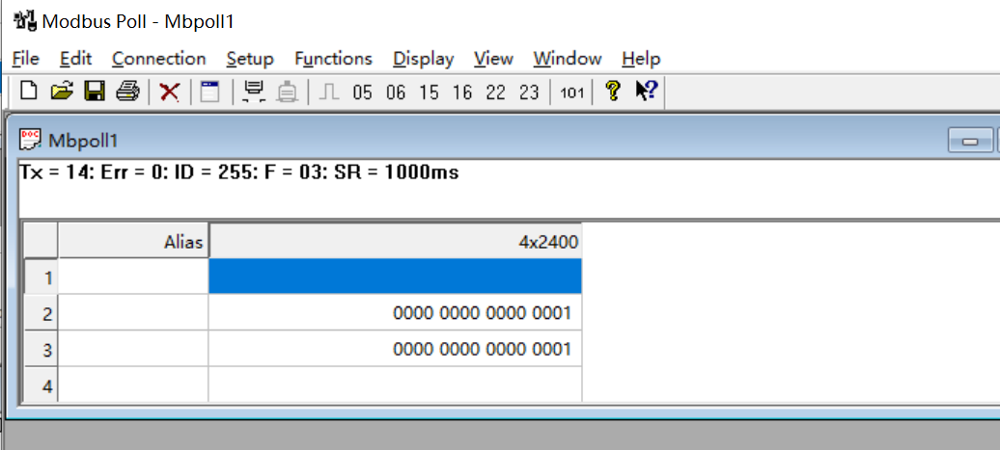 Modbus Poll - Mbpoll1
File Edit Connection Setup Functions Display View Window Help
05 06 15 16 22 23 101 ? ?
DOC Mbpoll1
Tx = 14: Err = 0: ID = 255: F = 03: SR = 1000ms
Alias 4x2400
1
2 0000 0000 0000 0001
3 0000 0000 0000 0001
4